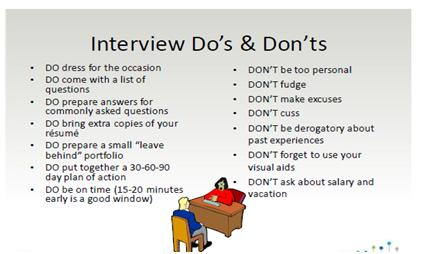 Interview Do's & Don'ts
• DO dress for the occasion
• DO come with a list of
questions
• DO prepare answers for
commonly asked questions
• DO bring extra copies of your
résumé
• DO prepare a small "leave
behind" portfolio
• DO put together a 30-60-90
day plan of action
• DO be on time (15-20 minutes
early is a good window)
• DON'T be too personal
• DON'T fudge
• DON'T make excuses
• DON'T cuss
• DON'T be derogatory about
past experiences
• DON'T forget to use your
visual aids
• DON'T ask about salary and
vacation